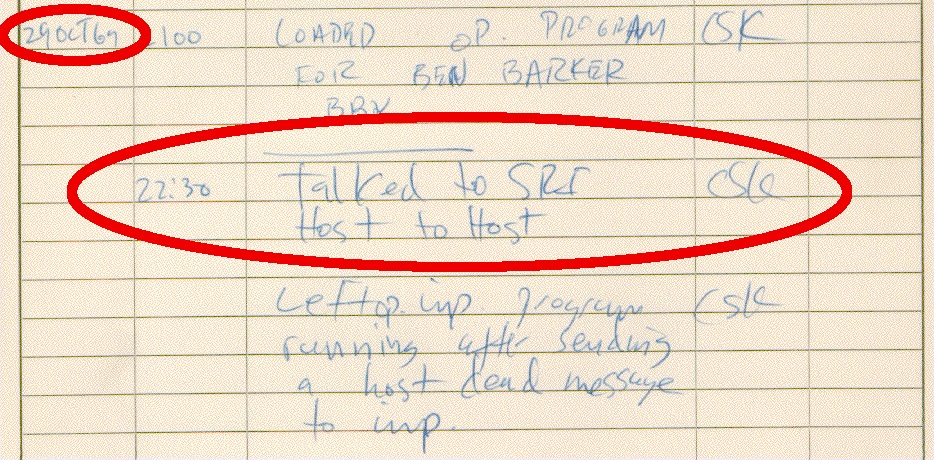 29OCT69 2100 LOADED OP. PROGRAM CSK
FOR BEN BARKER
BBN
22:30 Talked to SRI CSK
Host to Host
Left op. imp. program CSK
running after sending
a host dead message
to imp.